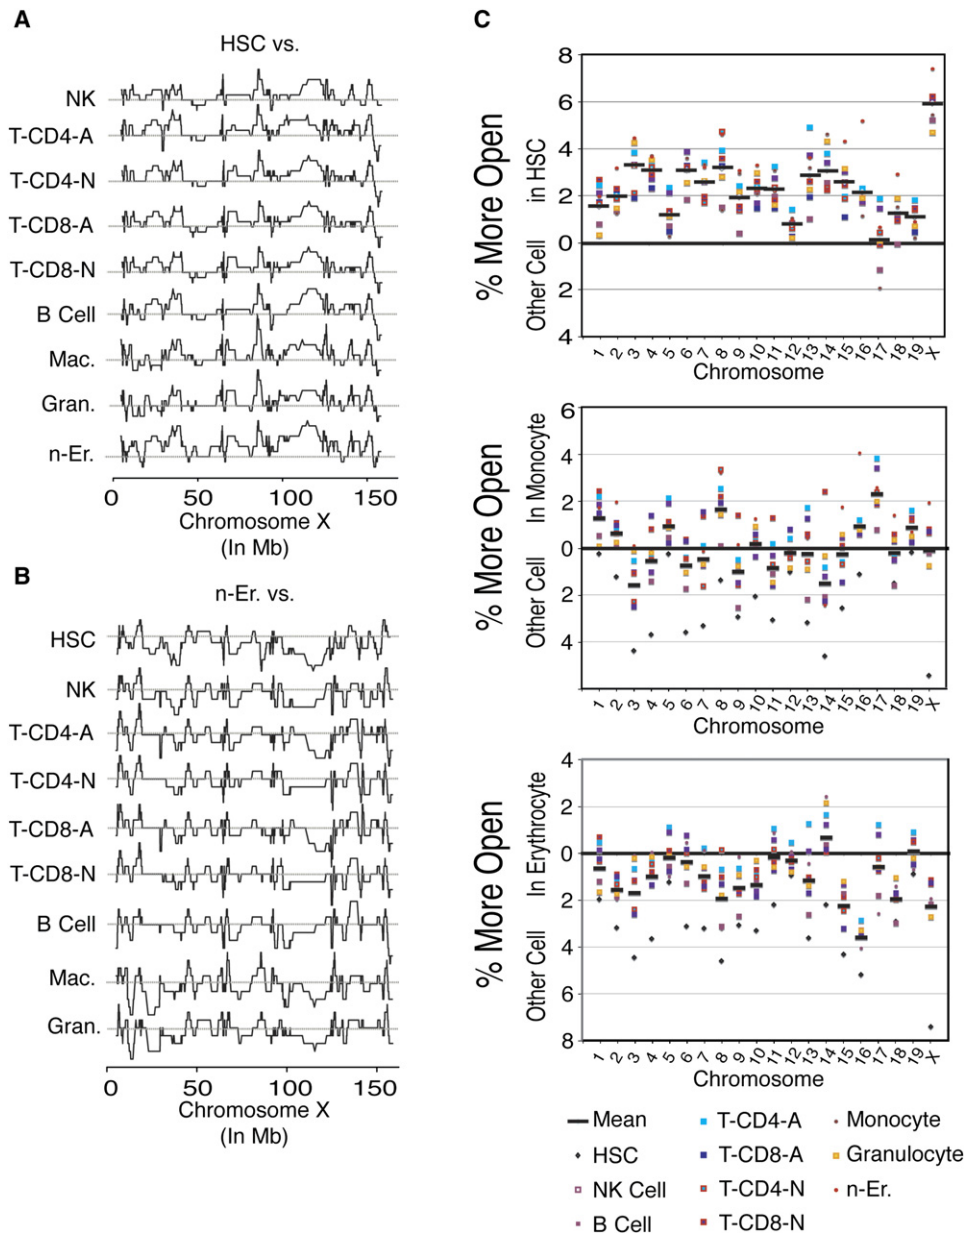 A
HSC vs.
NK
T-CD4-A
T-CD4-N
T-CD8-A
T-CD8-N
B Cell
Mac.
Gran.
n-Er.
0 50 100 150
Chromosome X
(In Mb)
B
n-Er. vs.
HSC
NK
T-CD4-A
T-CD4-N
T-CD8-A
T-CD8-N
B Cell
Mac.
Gran.
0 50 100 150
Chromosome X
(In Mb)
C
% More Open
in HSC
Other Cell
8
6
4
2
0
2
4
1 2 3 4 5 6 7 8 9 10 11 12 13 14 15 16 17 18 19 X
Chromosome
% More Open
In Monocyte
Other Cell
6
4
2
0
2
4
1 2 3 4 5 6 7 8 9 10 11 12 13 14 15 16 17 18 19 X
Chromosome
% More Open
In Erythrocyte
Other Cell
4
2
0
2
4
6
8
1 2 3 4 5 6 7 8 9 10 11 12 13 14 15 16 17 18 19 X
Chromosome
Mean
HSC
NK Cell
B Cell
T-CD4-A
T-CD8-A
T-CD4-N
T-CD8-N
Monocyte
Granulocyte
n-Er.